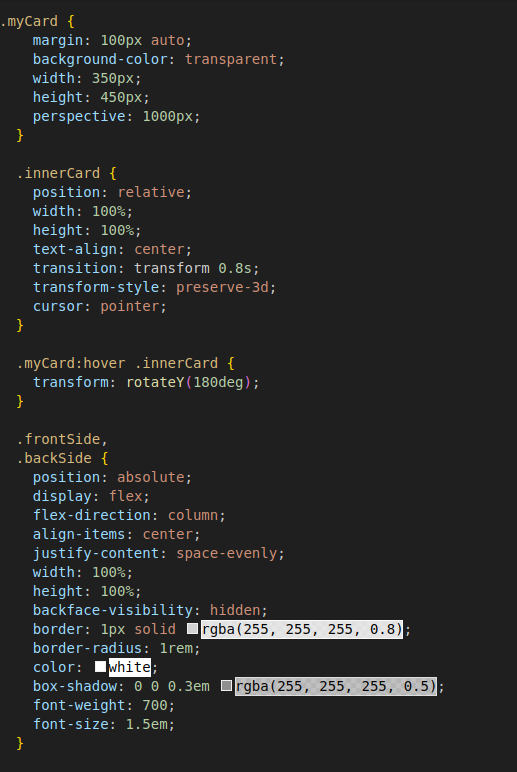 .myCard {
margin: 100px auto;
background-color: transparent;
width: 350px;
height: 450px;
perspective: 1000px;
}
.innerCard {
position: relative;
width: 100%;
height: 100%;
text-align: center;
transition: transform 0.8s;
transform-style: preserve-3d;
cursor: pointer;
}
.myCard:hover .innerCard {
transform: rotateY(180deg);
}
.frontSide,
.backSide {
position: absolute;
display: flex;
flex-direction: column;
align-items: center;
justify-content: space-evenly;
width: 100%;
height: 100%;
backface-visibility: hidden;
border: 1px solid rgba(255, 255, 255, 0.8);
border-radius: 1rem;
color: white;
box-shadow: 0 0 0.3em rgba(255, 255, 255, 0.5);
font-weight: 700;
font-size: 1.5em;
}